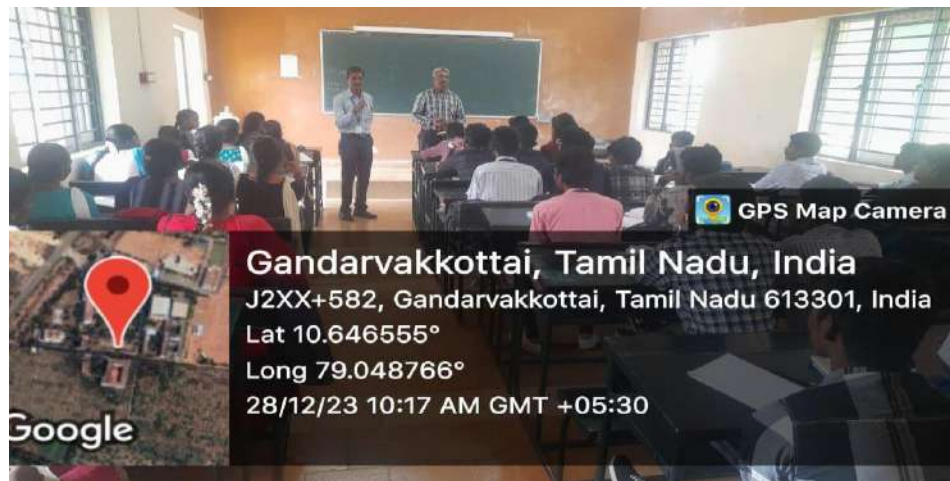 GPS Map Camera
Gandarvakkottai, Tamil Nadu, India
J2XX+582, Gandarvakkottai, Tamil Nadu 613301, India
Lat 10.646555°
Long 79.048766°
28/12/23 10:17 AM GMT +05:30
Google